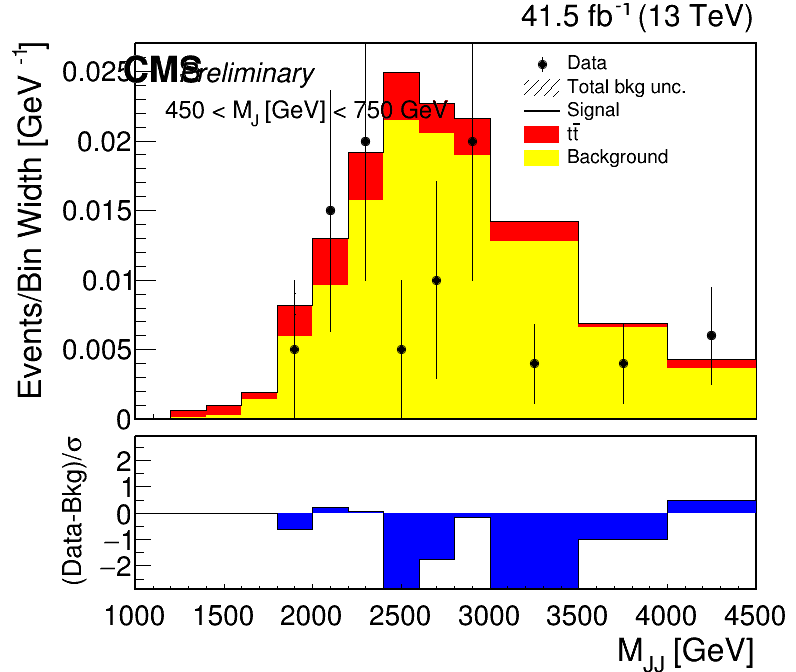 41.5 fb⁻¹ (13 TeV)
CMS Preliminary
450 < M_J [GeV] < 750 GeV
Data
Total bkg unc.
Signal
tt̄
Background
Events/Bin Width [GeV⁻¹]
0.025
0.02
0.015
0.01
0.005
0
(Data-Bkg)/σ
2
1
0
−1
−2
1000 1500 2000 2500 3000 3500 4000 4500
M_JJ [GeV]